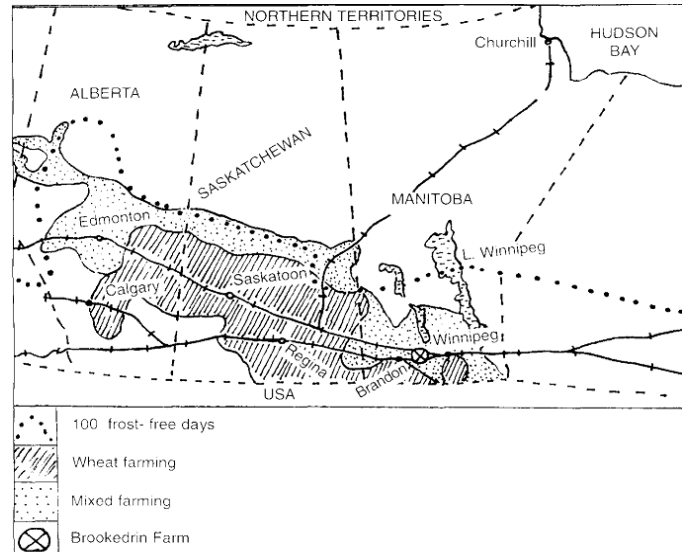 NORTHERN TERRITORIES
Churchill
HUDSON
BAY
ALBERTA
SASKATCHEWAN
MANITOBA
Edmonton
L. Winnipeg
Saskatoon
Calgary
Winnipeg
Regina
Brandon
USA
100 frost-free days
Wheat farming
Mixed farming
Brookedrin Farm